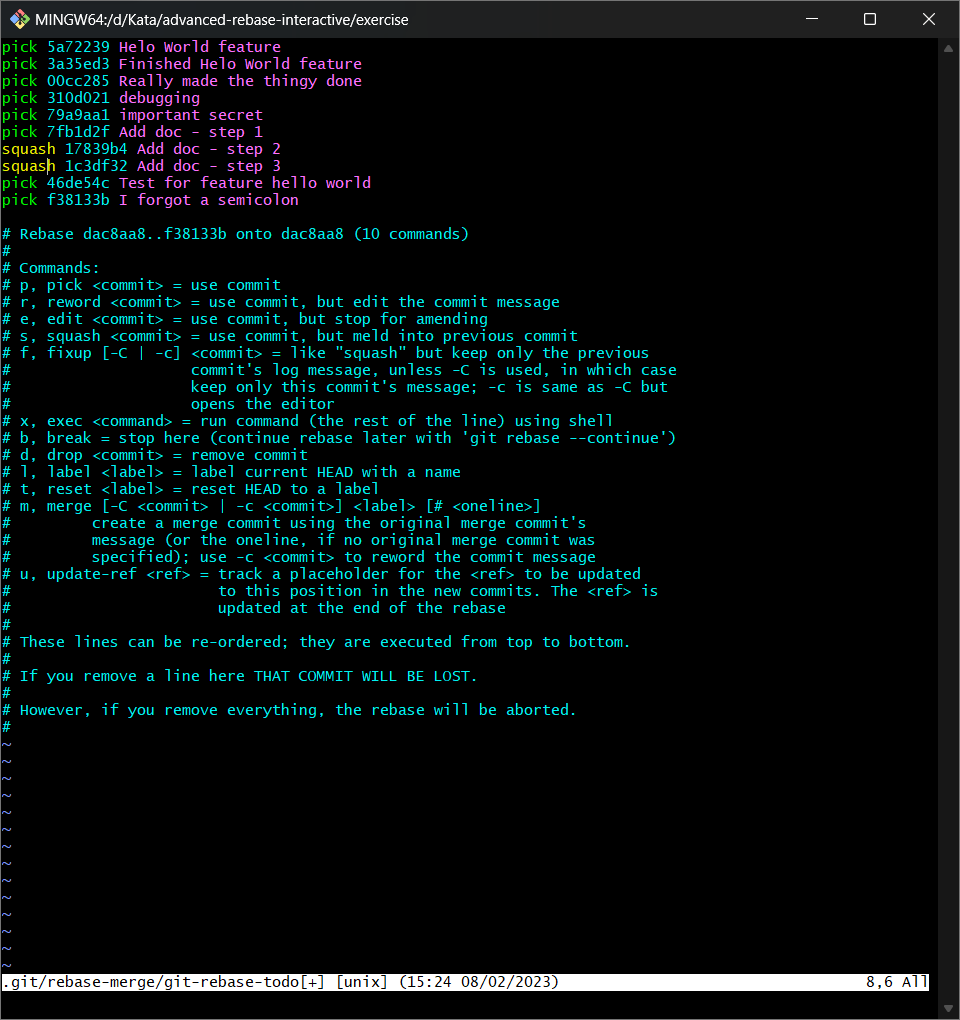 MINGW64:/d/Kata/advanced-rebase-interactive/exercise
pick 5a72239 Helo World feature
pick 3a35ed3 Finished Helo World feature
pick 00cc285 Really made the thingy done
pick 310d021 debugging
pick 79a9aa1 important secret
pick 7fb1d2f Add doc - step 1
squash 17839b4 Add doc - step 2
squash 1c3df32 Add doc - step 3
pick 46de54c Test for feature hello world
pick f38133b I forgot a semicolon
# Rebase dac8aa8..f38133b onto dac8aa8 (10 commands)
#
# Commands:
# p, pick <commit> = use commit
# r, reword <commit> = use commit, but edit the commit message
# e, edit <commit> = use commit, but stop for amending
# s, squash <commit> = use commit, but meld into previous commit
# f, fixup [-C | -c] <commit> = like "squash" but keep only the previous
#                    commit's log message, unless -C is used, in which case
#                    keep only this commit's message; -c is same as -C but
#                    opens the editor
# x, exec <command> = run command (the rest of the line) using shell
# b, break = stop here (continue rebase later with 'git rebase --continue')
# d, drop <commit> = remove commit
# l, label <label> = label current HEAD with a name
# t, reset <label> = reset HEAD to a label
# m, merge [-C <commit> | -c <commit>] <label> [# <oneline>]
#         create a merge commit using the original merge commit's
#         message (or the oneline, if no original merge commit was
#         specified); use -c <commit> to reword the commit message
# u, update-ref <ref> = track a placeholder for the <ref> to be updated
#                       to this position in the new commits. The <ref> is
#                       updated at the end of the rebase
#
# These lines can be re-ordered; they are executed from top to bottom.
#
# If you remove a line here THAT COMMIT WILL BE LOST.
#
# However, if you remove everything, the rebase will be aborted.
#
~
~
~
~
~
~
~
~
~
~
~
~
~
~
.git/rebase-merge/git-rebase-todo[+] [unix] (15:24 08/02/2023) 8,6 All